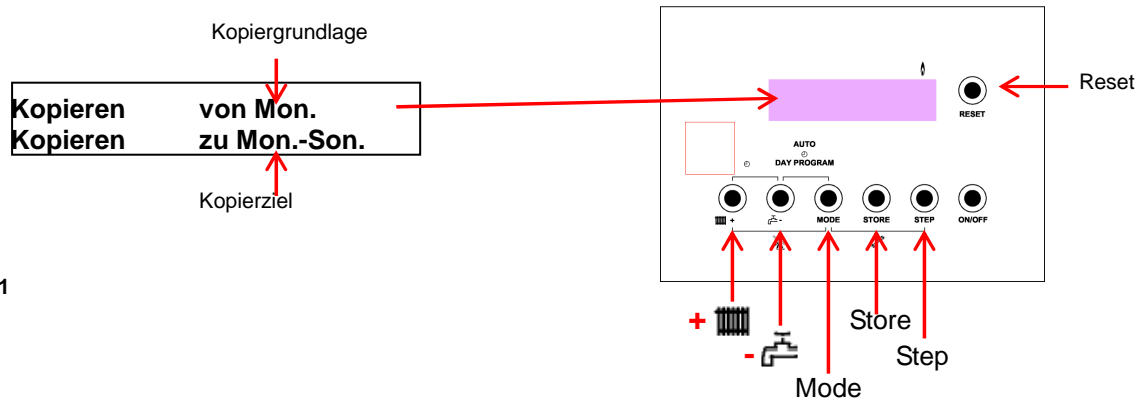 Kopiergrundlage
Kopieren von Mon.
Kopieren zu Mon.-Son.
Kopierziel
1
Reset
RESET
AUTO
DAY PROGRAM
+ - MODE STORE STEP ON/OFF
+
-
Store
Step
Mode